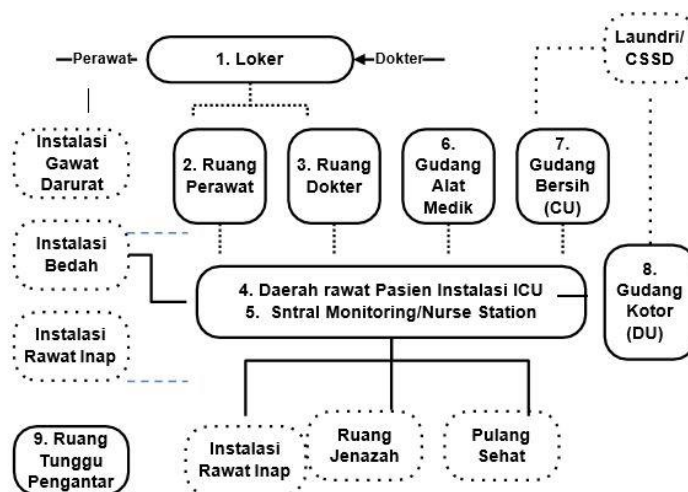 Perawat
1. Loker
Dokter
Laundri/
CSSD
Instalasi
Gawat
Darurat
2. Ruang
Perawat
3. Ruang
Dokter
6.
Gudang
Alat
Medik
7.
Gudang
Bersih
(CU)
Instalasi
Bedah
4. Daerah rawat Pasien Instalasi ICU
5. Sntral Monitoring/Nurse Station
8.
Gudang
Kotor
(DU)
Instalasi
Rawat Inap
9. Ruang
Tunggu
Pengantar
Instalasi
Rawat Inap
Ruang
Jenazah
Pulang
Sehat